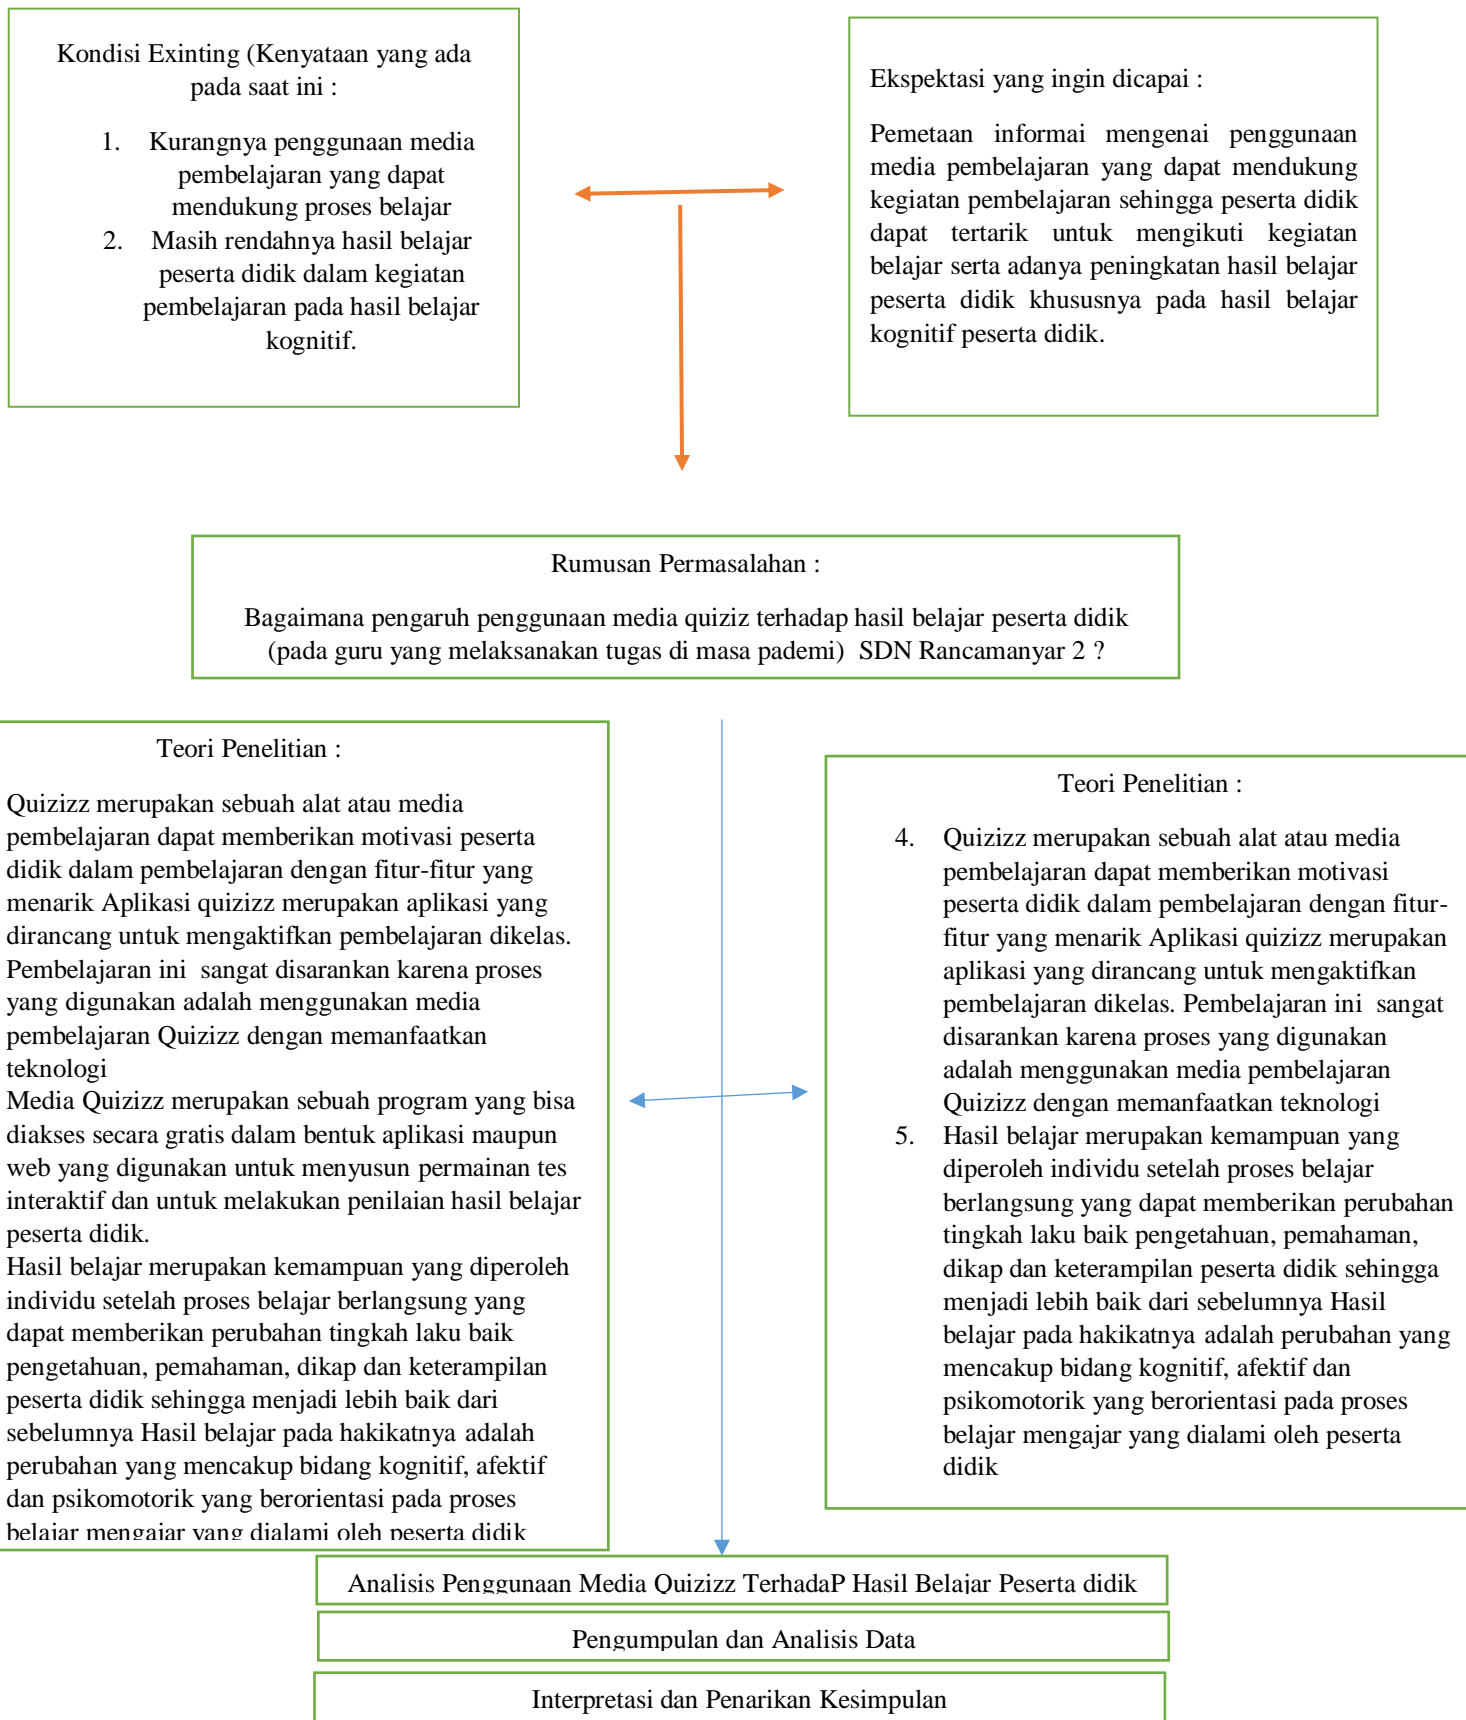 Kondisi Exinting (Kenyataan yang ada
pada saat ini :
1. Kurangnya penggunaan media
pembelajaran yang dapat
mendukung proses belajar
2. Masih rendahnya hasil belajar
peserta didik dalam kegiatan
pembelajaran pada hasil belajar
kognitif.
Ekspektasi yang ingin dicapai :
Pemetaan informai mengenai penggunaan
media pembelajaran yang dapat mendukung
kegiatan pembelajaran sehingga peserta didik
dapat tertarik untuk mengikuti kegiatan
belajar serta adanya peningkatan hasil belajar
peserta didik khususnya pada hasil belajar
kognitif peserta didik.
Rumusan Permasalahan :
Bagaimana pengaruh penggunaan media quiziz terhadap hasil belajar peserta didik
(pada guru yang melaksanakan tugas di masa pademi)  SDN Rancamanyar 2 ?
Teori Penelitian :
Quizizz merupakan sebuah alat atau media
pembelajaran dapat memberikan motivasi peserta
didik dalam pembelajaran dengan fitur-fitur yang
menarik Aplikasi quizizz merupakan aplikasi yang
dirancang untuk mengaktifkan pembelajaran dikelas.
Pembelajaran ini  sangat disarankan karena proses
yang digunakan adalah menggunakan media
pembelajaran Quizizz dengan memanfaatkan
teknologi
Media Quizizz merupakan sebuah program yang bisa
diakses secara gratis dalam bentuk aplikasi maupun
web yang digunakan untuk menyusun permainan tes
interaktif dan untuk melakukan penilaian hasil belajar
peserta didik.
Hasil belajar merupakan kemampuan yang diperoleh
individu setelah proses belajar berlangsung yang
dapat memberikan perubahan tingkah laku baik
pengetahuan, pemahaman, dikap dan keterampilan
peserta didik sehingga menjadi lebih baik dari
sebelumnya Hasil belajar pada hakikatnya adalah
perubahan yang mencakup bidang kognitif, afektif
dan psikomotorik yang berorientasi pada proses
belajar mengajar yang dialami oleh peserta didik
Teori Penelitian :
4. Quizizz merupakan sebuah alat atau media
pembelajaran dapat memberikan motivasi
peserta didik dalam pembelajaran dengan fitur-
fitur yang menarik Aplikasi quizizz merupakan
aplikasi yang dirancang untuk mengaktifkan
pembelajaran dikelas. Pembelajaran ini  sangat
disarankan karena proses yang digunakan
adalah menggunakan media pembelajaran
Quizizz dengan memanfaatkan teknologi
5. Hasil belajar merupakan kemampuan yang
diperoleh individu setelah proses belajar
berlangsung yang dapat memberikan perubahan
tingkah laku baik pengetahuan, pemahaman,
dikap dan keterampilan peserta didik sehingga
menjadi lebih baik dari sebelumnya Hasil
belajar pada hakikatnya adalah perubahan yang
mencakup bidang kognitif, afektif dan
psikomotorik yang berorientasi pada proses
belajar mengajar yang dialami oleh peserta
didik
Analisis Penggunaan Media Quizizz TerhadaP Hasil Belajar Peserta didik
Pengumpulan dan Analisis Data
Interpretasi dan Penarikan Kesimpulan